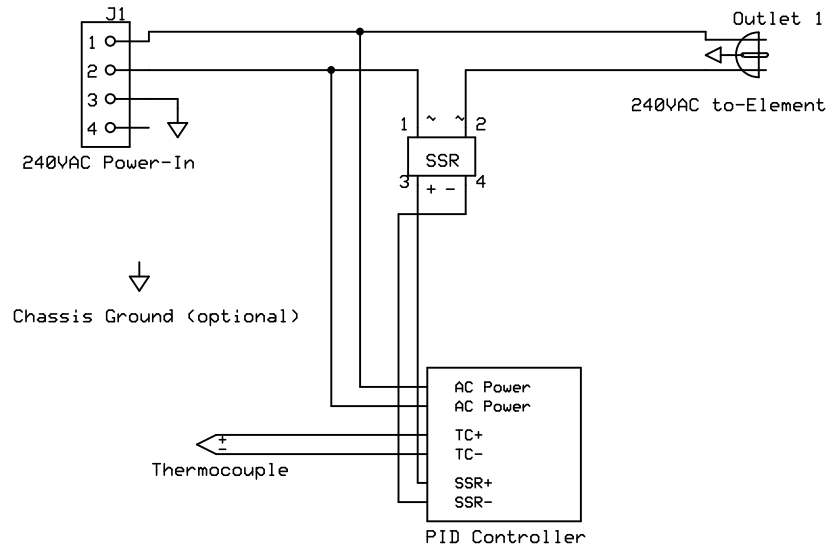 J1
Outlet 1
1
2
3
4
240VAC to-Element
1 ~ ~ 2
240VAC Power-In
SSR
3 + - 4
Chassis Ground (optional)
AC Power
AC Power
+
TC+
-
TC-
Thermocouple
SSR+
SSR-
PID Controller